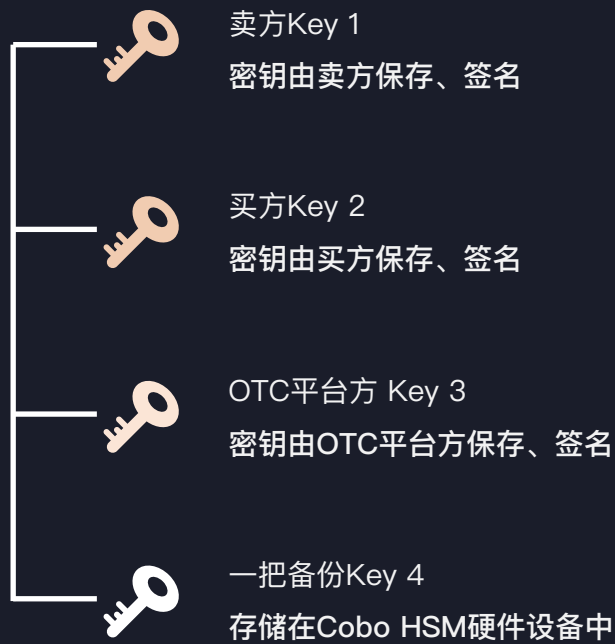 卖方Key 1
密钥由卖方保存、签名
买方Key 2
密钥由买方保存、签名
OTC平台方 Key 3
密钥由OTC平台方保存、签名
一把备份Key 4
存储在Cobo HSM硬件设备中